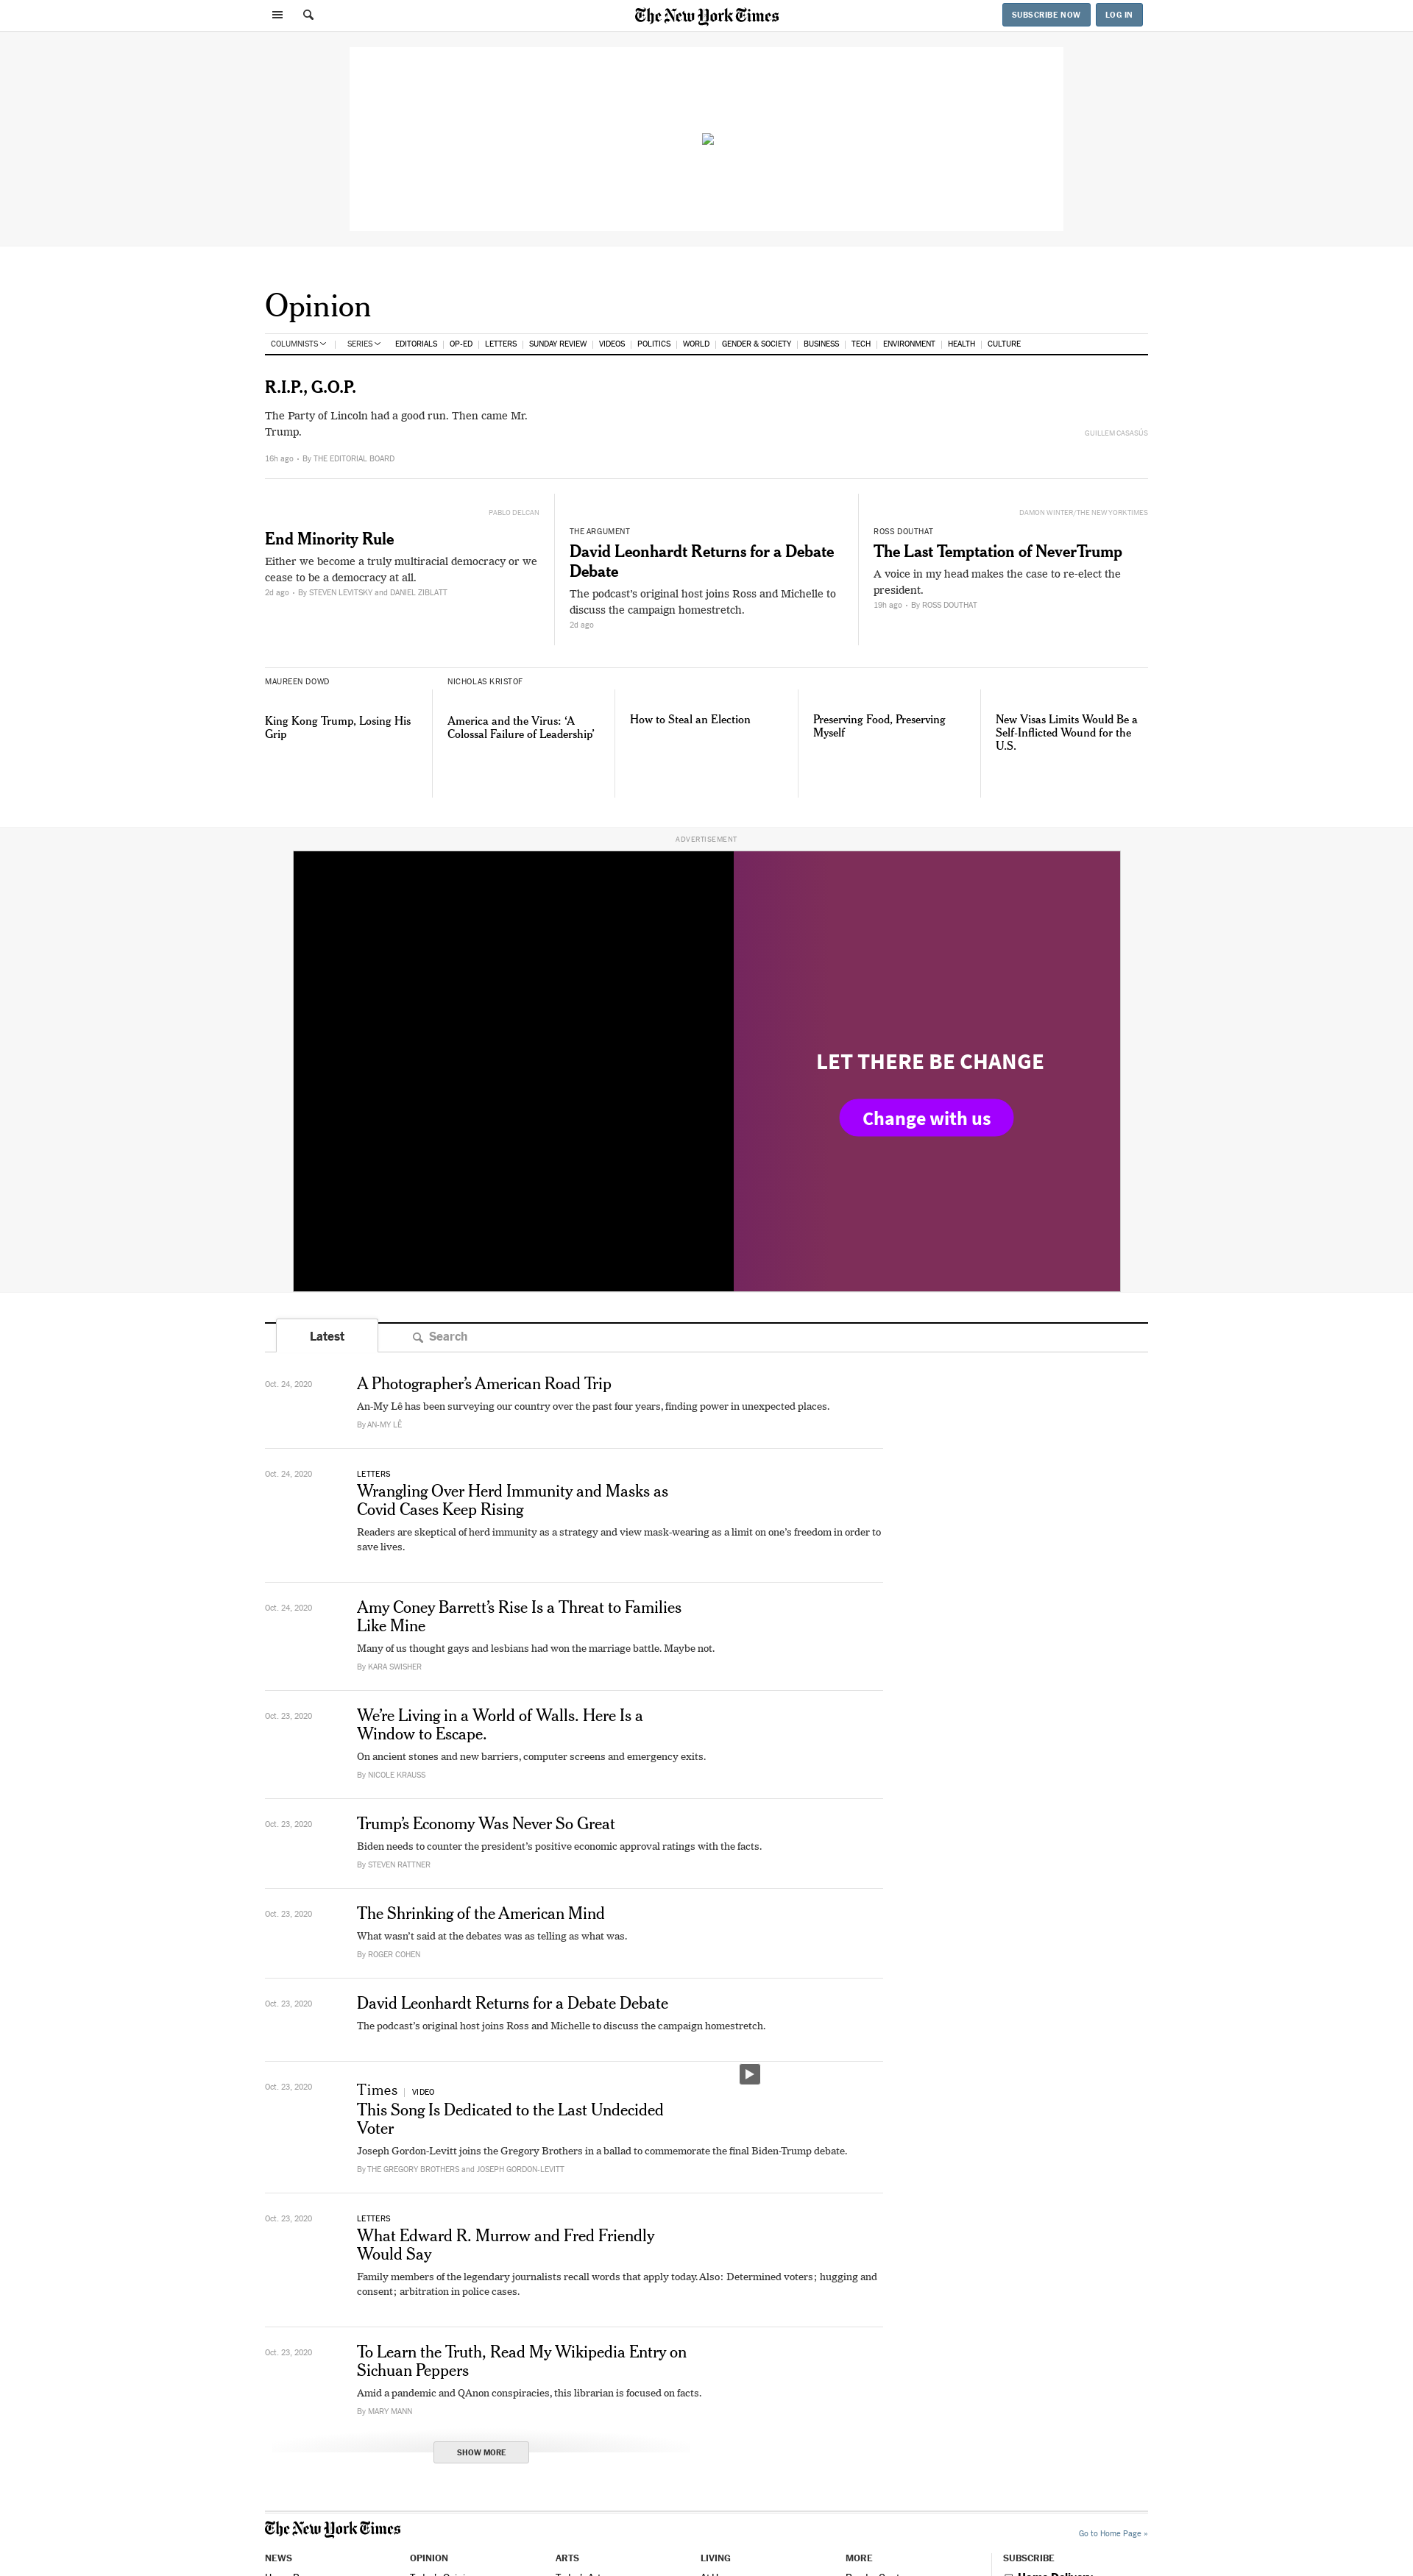 The New York Times
SUBSCRIBE NOW
LOG IN
Opinion
COLUMNISTS
SERIES
EDITORIALS
OP-ED
LETTERS
SUNDAY REVIEW
VIDEOS
POLITICS
WORLD
GENDER & SOCIETY
BUSINESS
TECH
ENVIRONMENT
HEALTH
CULTURE
R.I.P., G.O.P.
The Party of Lincoln had a good run. Then came Mr.
Trump.
GUILLEM CASASÚS
16h ago • By THE EDITORIAL BOARD
PABLO DELCAN
End Minority Rule
Either we become a truly multiracial democracy or we
cease to be a democracy at all.
2d ago • By STEVEN LEVITSKY and DANIEL ZIBLATT
THE ARGUMENT
David Leonhardt Returns for a Debate
Debate
The podcast's original host joins Ross and Michelle to
discuss the campaign homestretch.
2d ago
DAMON WINTER/THE NEW YORK TIMES
ROSS DOUTHAT
The Last Temptation of NeverTrump
A voice in my head makes the case to re-elect the
president.
19h ago • By ROSS DOUTHAT
MAUREEN DOWD
King Kong Trump, Losing His
Grip
NICHOLAS KRISTOF
America and the Virus: ‘A
Colossal Failure of Leadership’
How to Steal an Election
Preserving Food, Preserving
Myself
New Visas Limits Would Be a
Self-Inflicted Wound for the
U.S.
ADVERTISEMENT
LET THERE BE CHANGE
Change with us
Latest
Search
Oct. 24, 2020
A Photographer’s American Road Trip
An-My Lê has been surveying our country over the past four years, finding power in unexpected places.
By AN-MY LÊ
Oct. 24, 2020
LETTERS
Wrangling Over Herd Immunity and Masks as
Covid Cases Keep Rising
Readers are skeptical of herd immunity as a strategy and view mask-wearing as a limit on one’s freedom in order to
save lives.
Oct. 24, 2020
Amy Coney Barrett’s Rise Is a Threat to Families
Like Mine
Many of us thought gays and lesbians had won the marriage battle. Maybe not.
By KARA SWISHER
Oct. 23, 2020
We’re Living in a World of Walls. Here Is a
Window to Escape.
On ancient stones and new barriers, computer screens and emergency exits.
By NICOLE KRAUSS
Oct. 23, 2020
Trump’s Economy Was Never So Great
Biden needs to counter the president’s positive economic approval ratings with the facts.
By STEVEN RATTNER
Oct. 23, 2020
The Shrinking of the American Mind
What wasn’t said at the debates was as telling as what was.
By ROGER COHEN
Oct. 23, 2020
David Leonhardt Returns for a Debate Debate
The podcast’s original host joins Ross and Michelle to discuss the campaign homestretch.
Oct. 23, 2020
Times | VIDEO
This Song Is Dedicated to the Last Undecided
Voter
Joseph Gordon-Levitt joins the Gregory Brothers in a ballad to commemorate the final Biden-Trump debate.
By THE GREGORY BROTHERS and JOSEPH GORDON-LEVITT
Oct. 23, 2020
LETTERS
What Edward R. Murrow and Fred Friendly
Would Say
Family members of the legendary journalists recall words that apply today. Also: Determined voters; hugging and
consent; arbitration in police cases.
Oct. 23, 2020
To Learn the Truth, Read My Wikipedia Entry on
Sichuan Peppers
Amid a pandemic and QAnon conspiracies, this librarian is focused on facts.
By MARY MANN
SHOW MORE
The New York Times
Go to Home Page »
NEWS
OPINION
ARTS
LIVING
MORE
SUBSCRIBE
Home Delivery